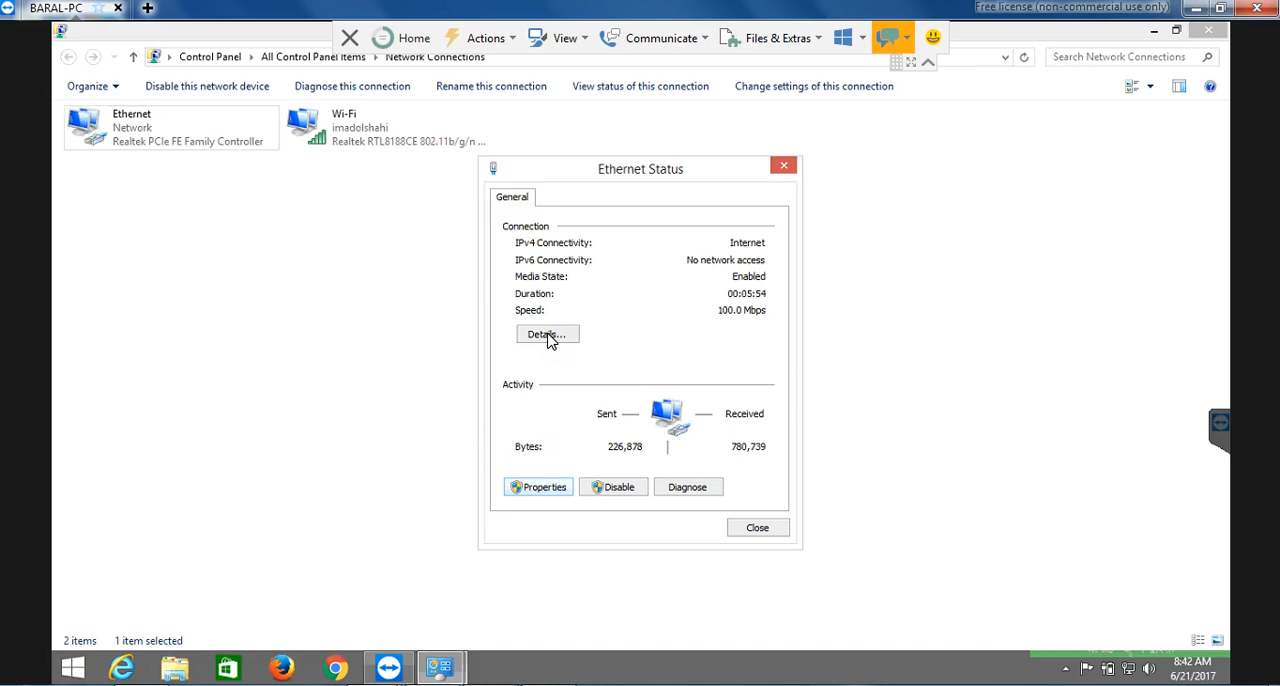 BARAL-PC
Free license (non-commercial use only)
Home Actions View Communicate Files & Extras
Control Panel All Control Panel Items Network Connections
Search Network Connections
Organize Disable this network device Diagnose this connection Rename this connection View status of this connection Change settings of this connection
Ethernet
Network
Realtek PCIe FE Family Controller
Wi-Fi
imadolshahi
Realtek RTL8188CE 802.11b/g/n ...
Ethernet Status
General
Connection
IPv4 Connectivity: Internet
IPv6 Connectivity: No network access
Media State: Enabled
Duration: 00:05:54
Speed: 100.0 Mbps
Details...
Activity
Sent Received
Bytes: 226,878 780,739
Properties Disable Diagnose
Close
2 items 1 item selected
8:42 AM
6/21/2017